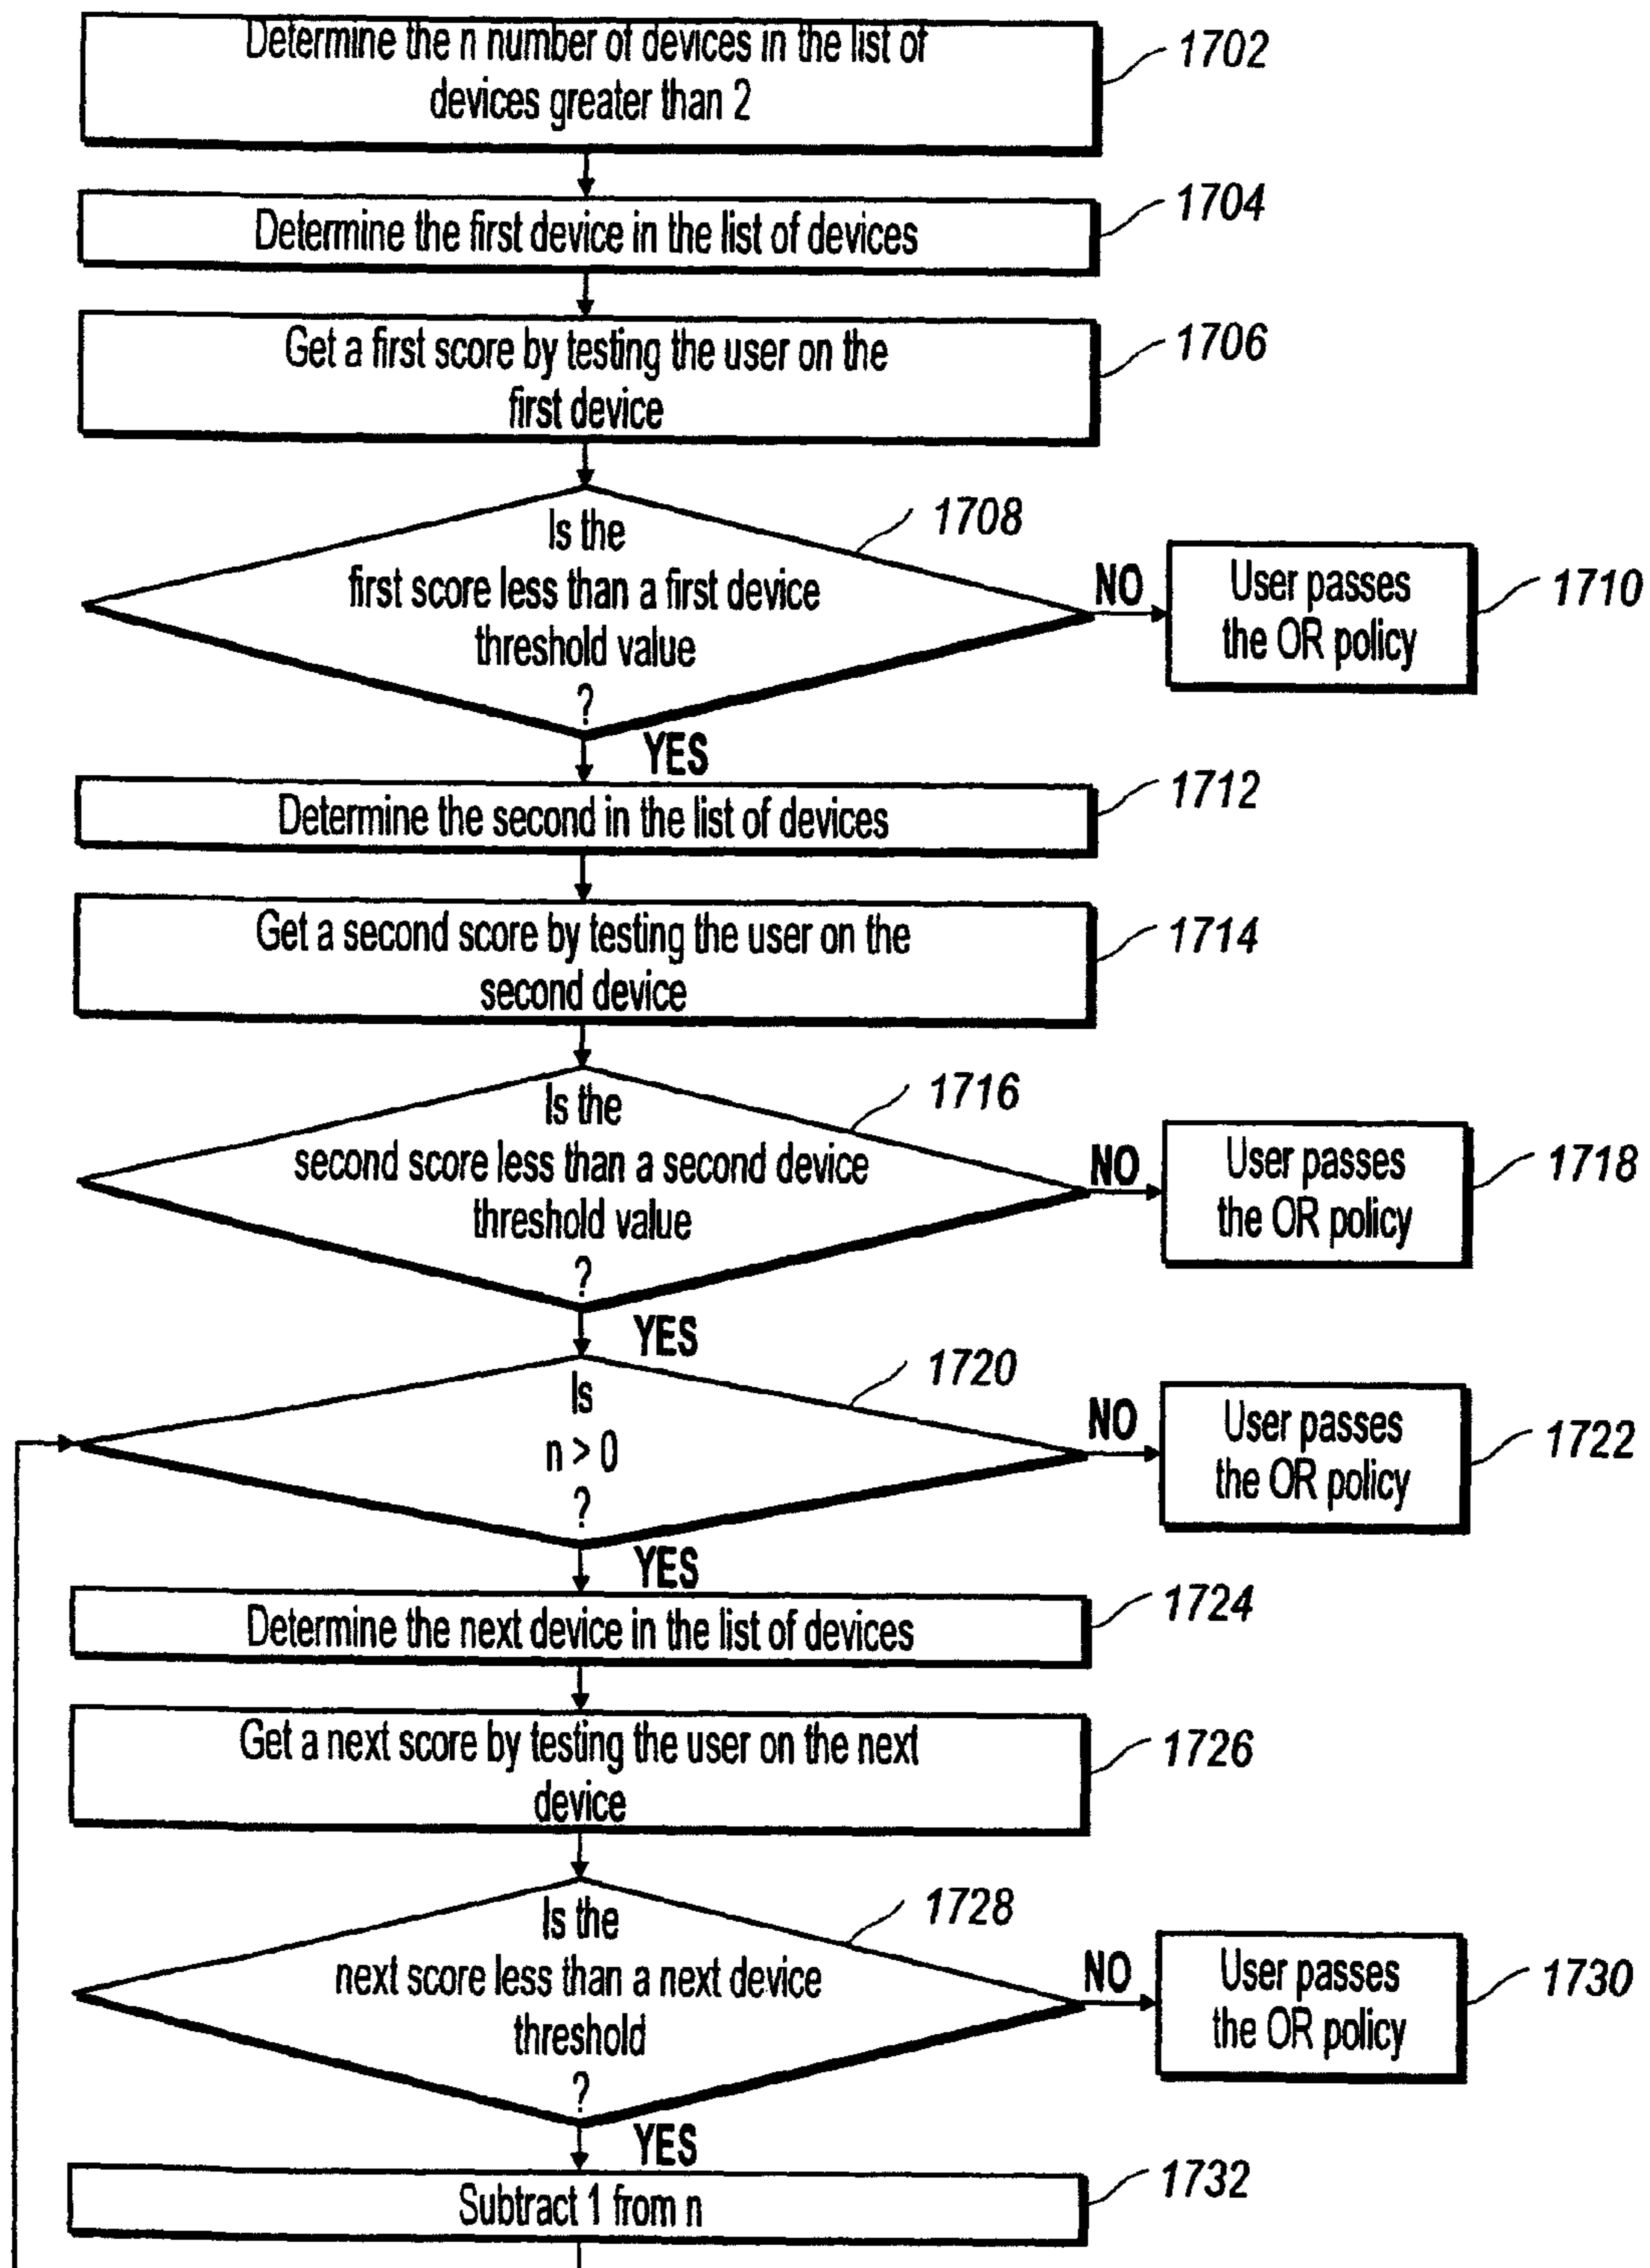 Determine the n number of devices in the list of
devices greater than 2
1702
Determine the first device in the list of devices
1704
Get a first score by testing the user on the
first device
1706
Is the
first score less than a first device
threshold value
?
1708
NO
User passes
the OR policy
1710
YES
Determine the second in the list of devices
1712
Get a second score by testing the user on the
second device
1714
Is the
second score less than a second device
threshold value
?
1716
NO
User passes
the OR policy
1718
YES
Is
n > 0
?
1720
NO
User passes
the OR policy
1722
YES
Determine the next device in the list of devices
1724
Get a next score by testing the user on the next
device
1726
Is the
next score less than a next device
threshold
?
1728
NO
User passes
the OR policy
1730
YES
Subtract 1 from n
1732